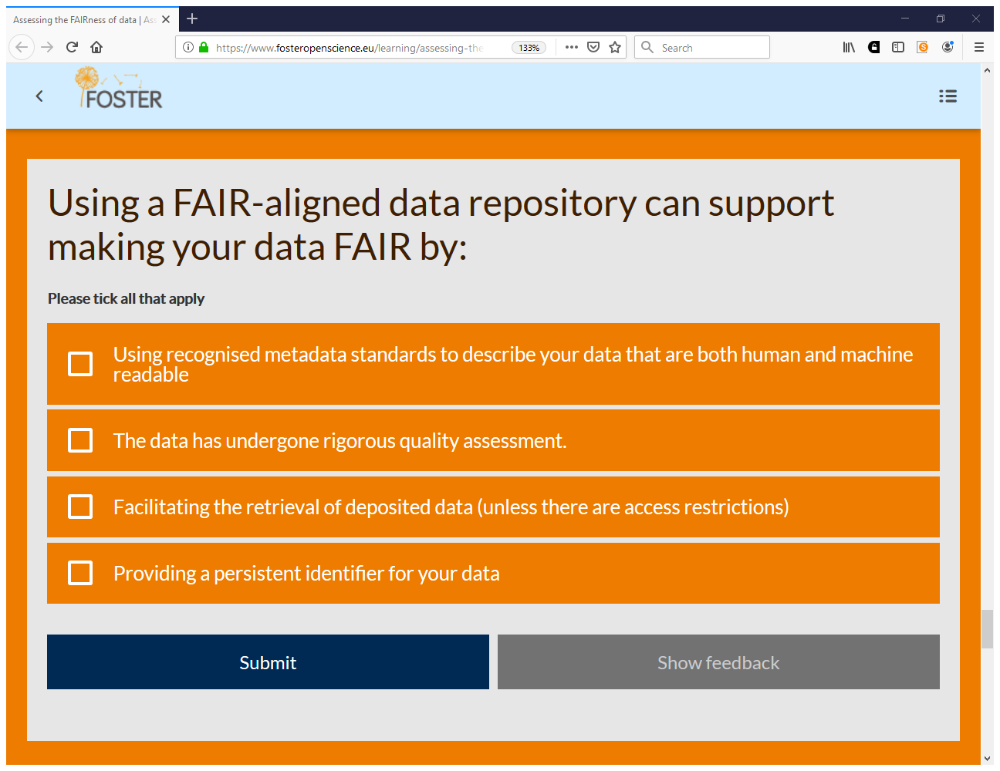 Assessing the FAIRness of data | Ass
https://www.fosteropenscience.eu/learning/assessing-the
133%
Search
FOSTER
Using a FAIR-aligned data repository can support
making your data FAIR by:
Please tick all that apply
Using recognised metadata standards to describe your data that are both human and machine
readable
The data has undergone rigorous quality assessment.
Facilitating the retrieval of deposited data (unless there are access restrictions)
Providing a persistent identifier for your data
Submit
Show feedback